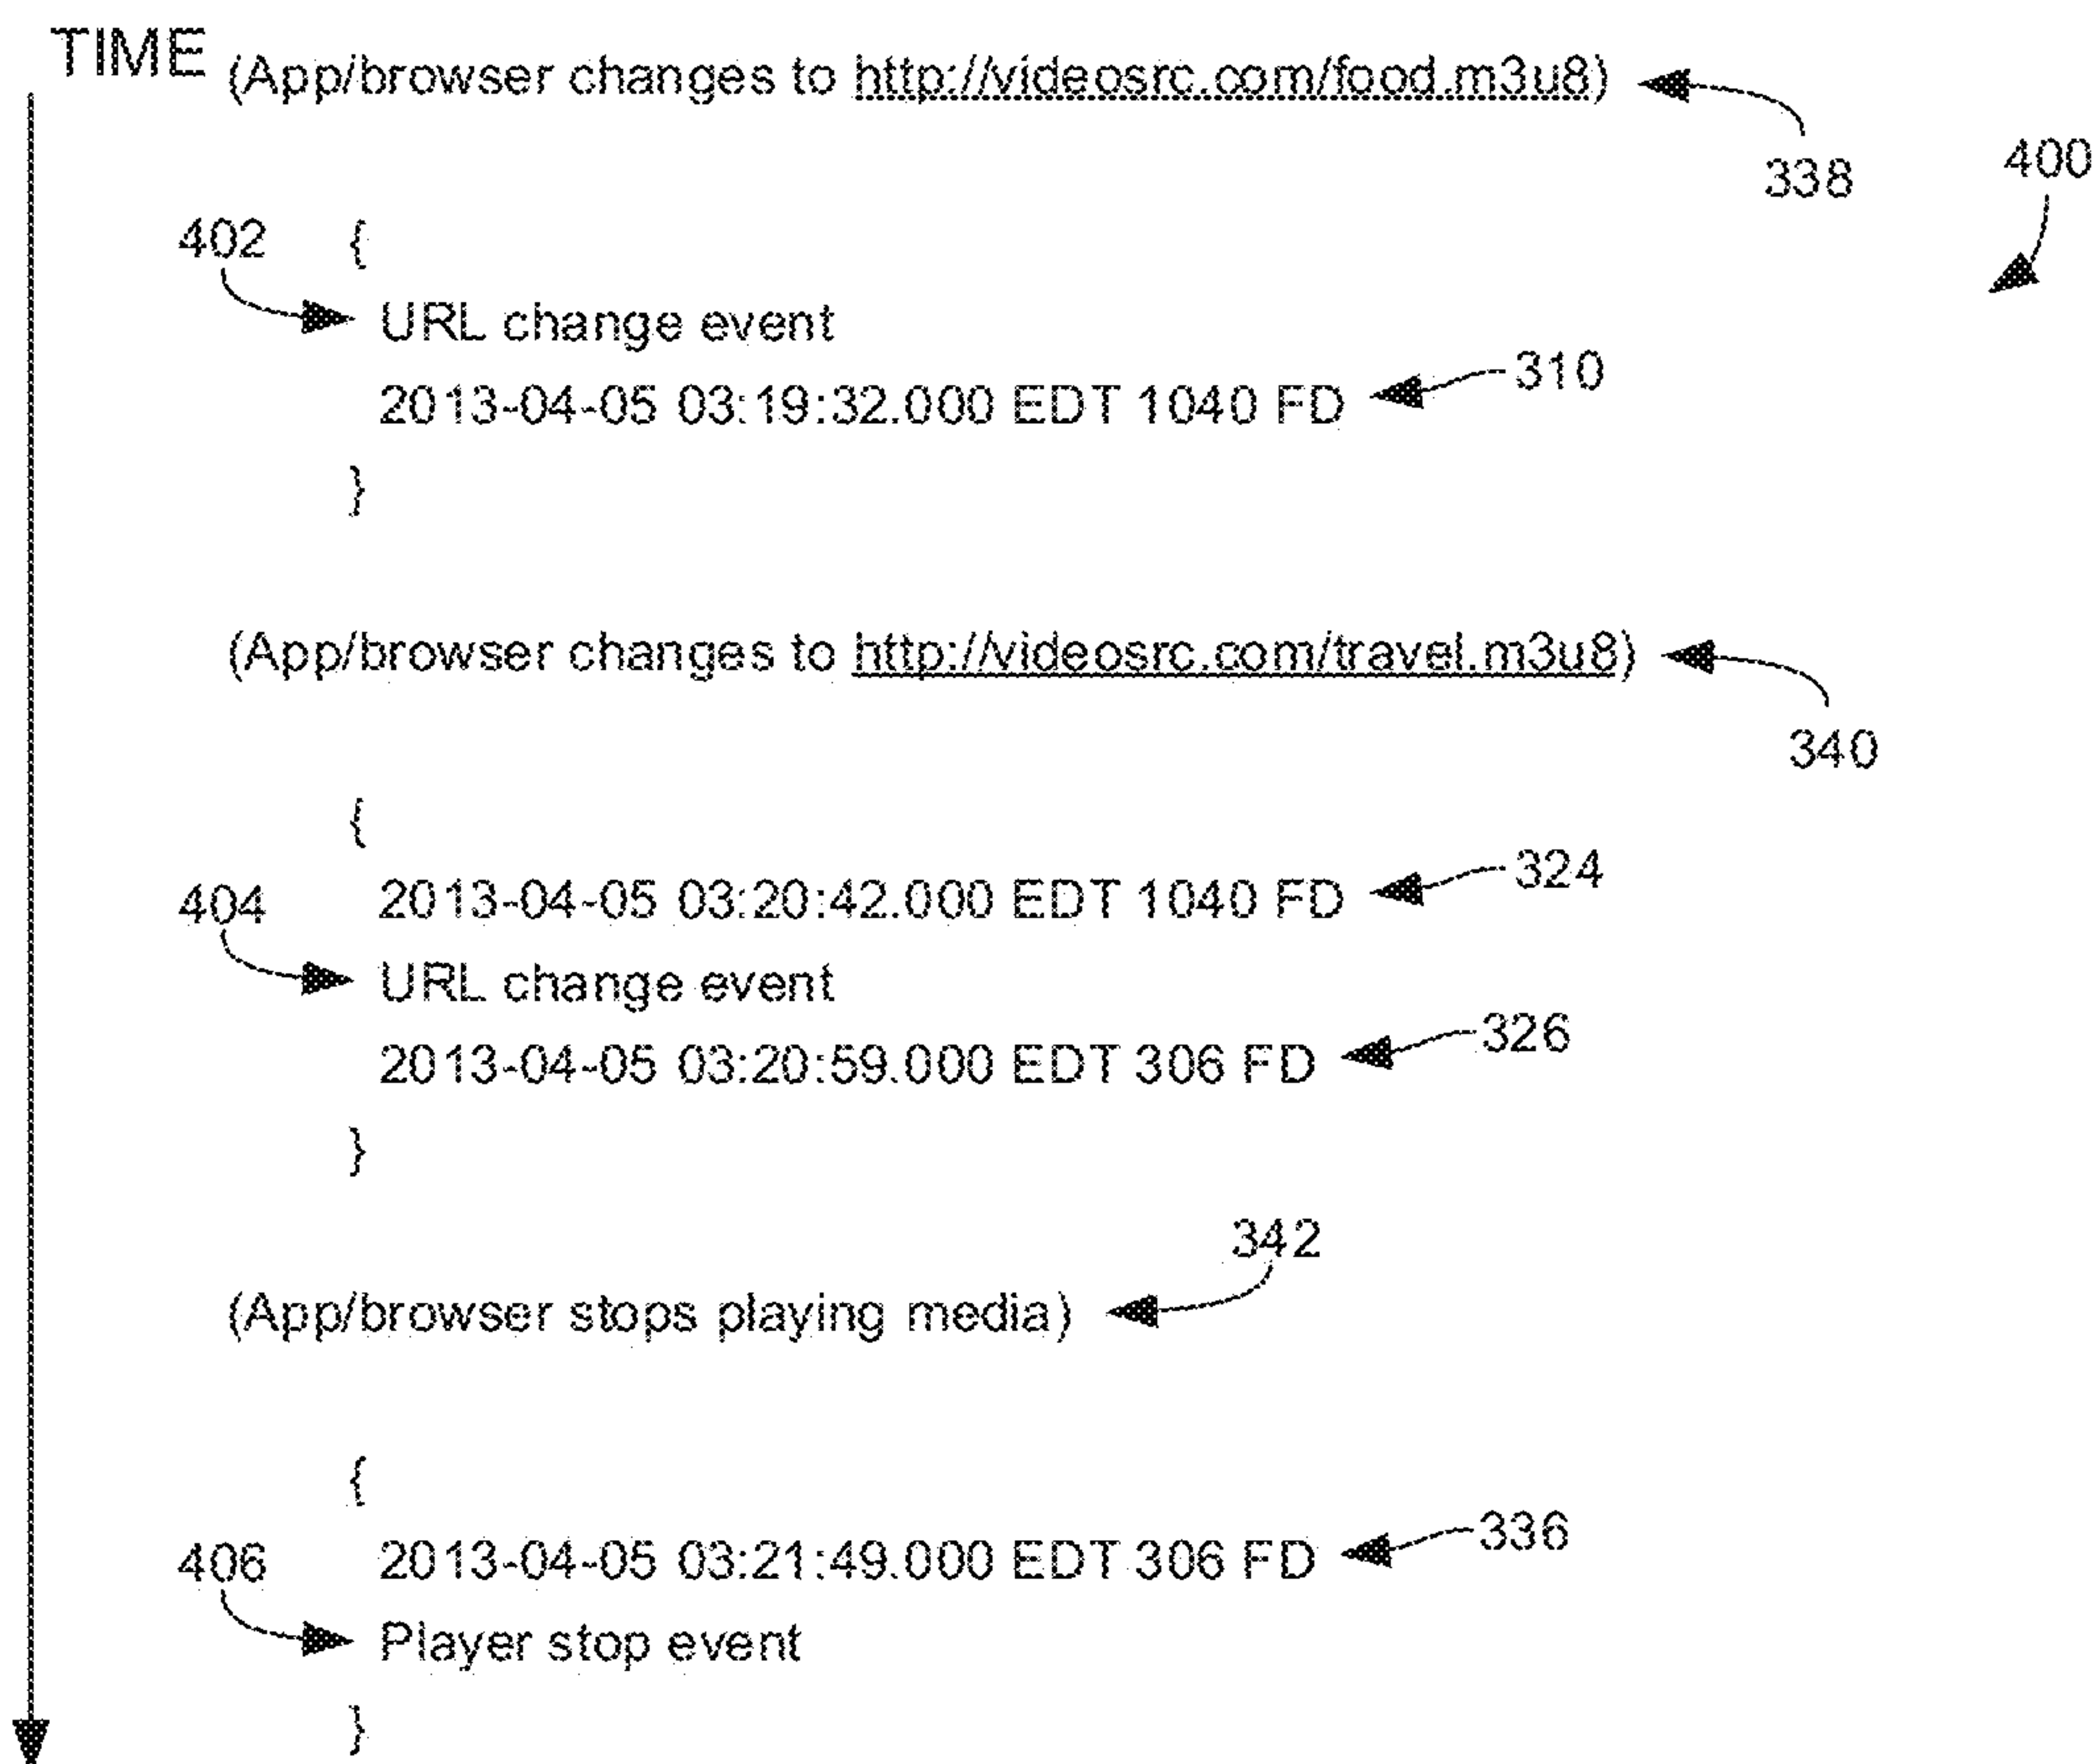 TIME
(App/browser changes to http://videosrc.com/food.m3u8)
338
400
402
{
URL change event
310
2013-04-05 03:19:32.000 EDT 1040 FD
}
(App/browser changes to http://videosrc.com/travel.m3u8)
340
{
324
404
2013-04-05 03:20:42.000 EDT 1040 FD
URL change event
326
2013-04-05 03:20:59.000 EDT 306 FD
}
342
(App/browser stops playing media)
{
336
406
2013-04-05 03:21:49.000 EDT 306 FD
Player stop event
}